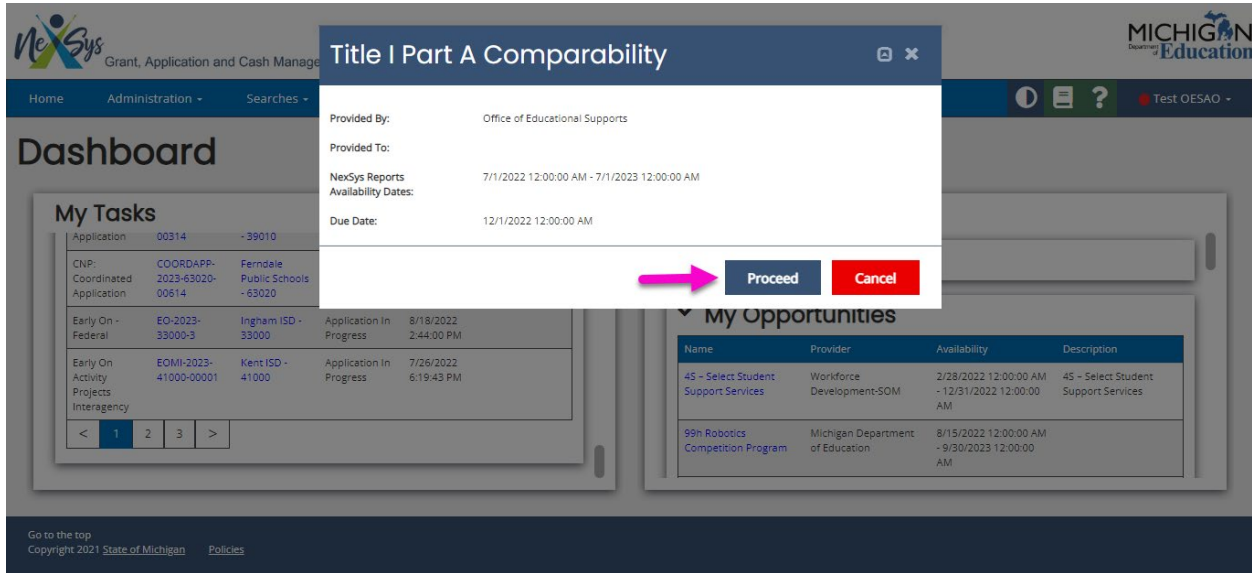 NexSys
Grant, Application and Cash Manage
MICHIGAN
Department of Education
Home Administration Searches
? Test OESAO
Dashboard
Title I Part A Comparability
Provided By: Office of Educational Supports
Provided To:
NexSys Reports
Availability Dates: 7/1/2022 12:00:00 AM - 7/1/2023 12:00:00 AM
Due Date: 12/1/2022 12:00:00 AM
Proceed Cancel
My Tasks
Application 00314 - 39010
CNP: COORDAPP- Ferndale
Coordinated 2023-63020- Public Schools
Application 00614 - 63020
Early On - EO-2023- Ingham ISD - Application In 8/18/2022
Federal 33000-3 33000 Progress 2:44:00 PM
Early On EOMI-2023- Kent ISD - Application In 7/26/2022
Activity 41000-00001 41000 Progress 6:19:43 PM
Projects
Interagency
< 1 2 3 >
My Opportunities
Name Provider Availability Description
4S – Select Student Workforce 2/28/2022 12:00:00 AM 4S – Select Student
Support Services Development-SOM - 12/31/2022 12:00:00 Support Services
AM
99h Robotics Michigan Department 8/15/2022 12:00:00 AM
Competition Program of Education - 9/30/2023 12:00:00
AM
Go to the top
Copyright 2021 State of Michigan Policies